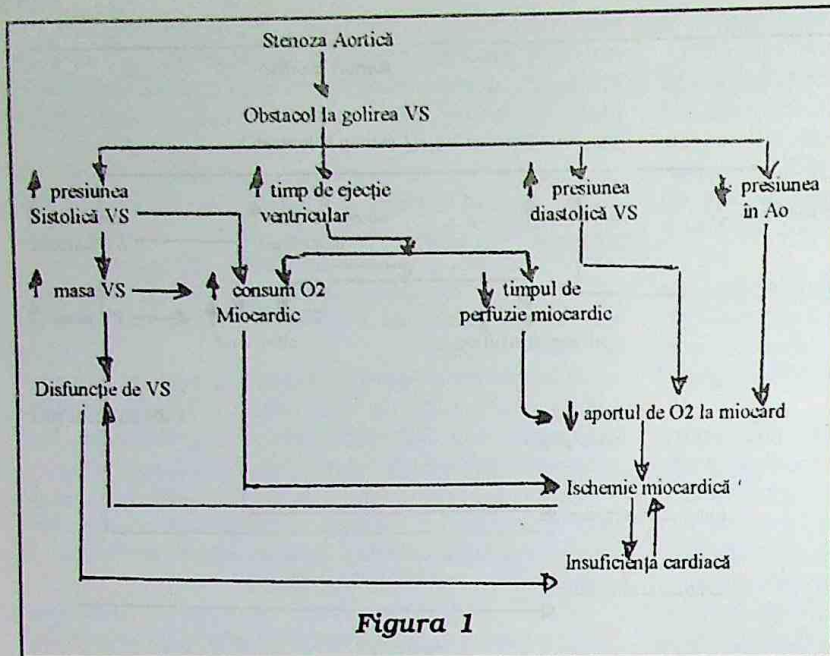 Stenoza Aortică
Obstacol la golirea VS
presiunea
Sistolică VS
timp de ejecție
ventricular
presiunea
diastolică VS
presiunea
în Ao
masa VS
consum O2
Miocardic
timpul de
perfuzie miocardic
Disfuncție de VS
aportul de O2 la miocard
Ischemie miocardică
Insuficiența cardiacă
Figura 1